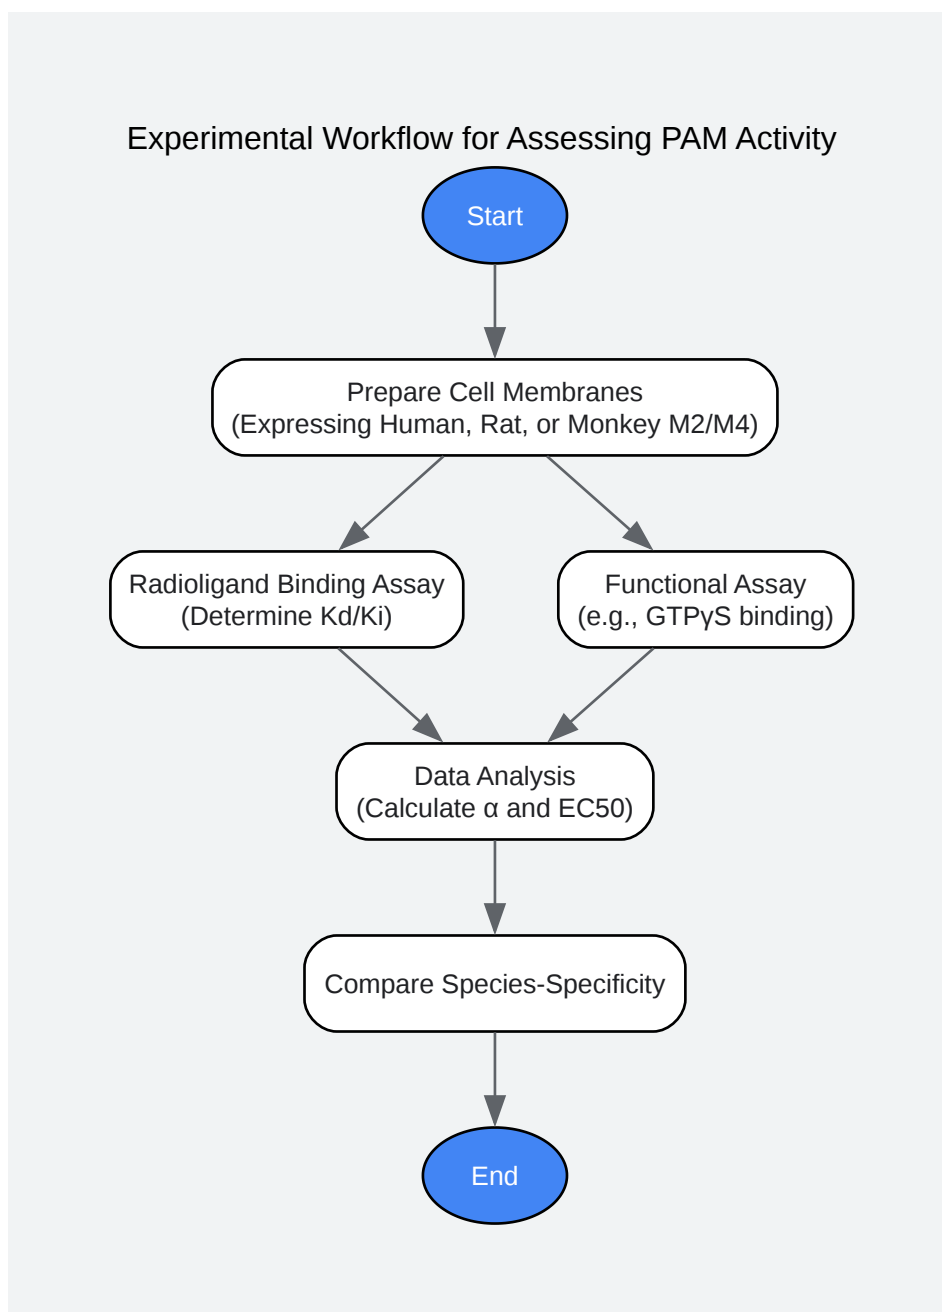 Experimental Workflow for Assessing PAM Activity
Start
Prepare Cell Membranes
(Expressing Human, Rat, or Monkey M2/M4)
Radioligand Binding Assay
(Determine Kd/Ki)
Functional Assay
(e.g., GTPγS binding)
Data Analysis
(Calculate α and EC50)
Compare Species-Specificity
End